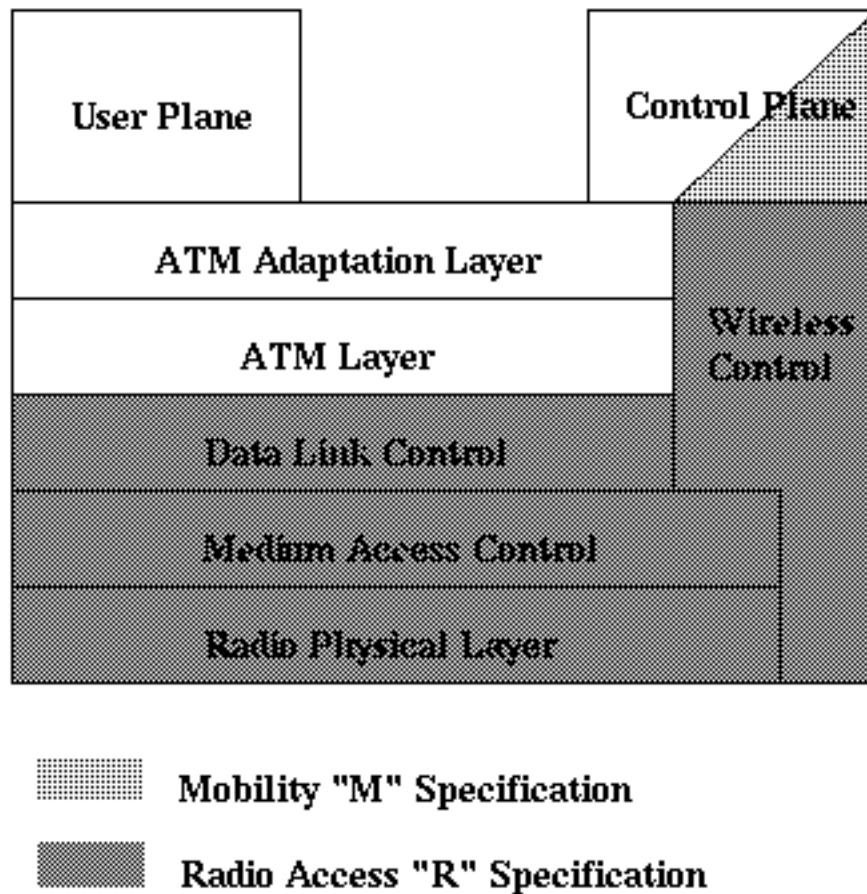 User Plane
Control Plane
ATM Adaptation Layer
Wireless
Control
ATM Layer
Data Link Control
Medium Access Control
Radio Physical Layer
Mobility "M" Specification
Radio Access "R" Specification